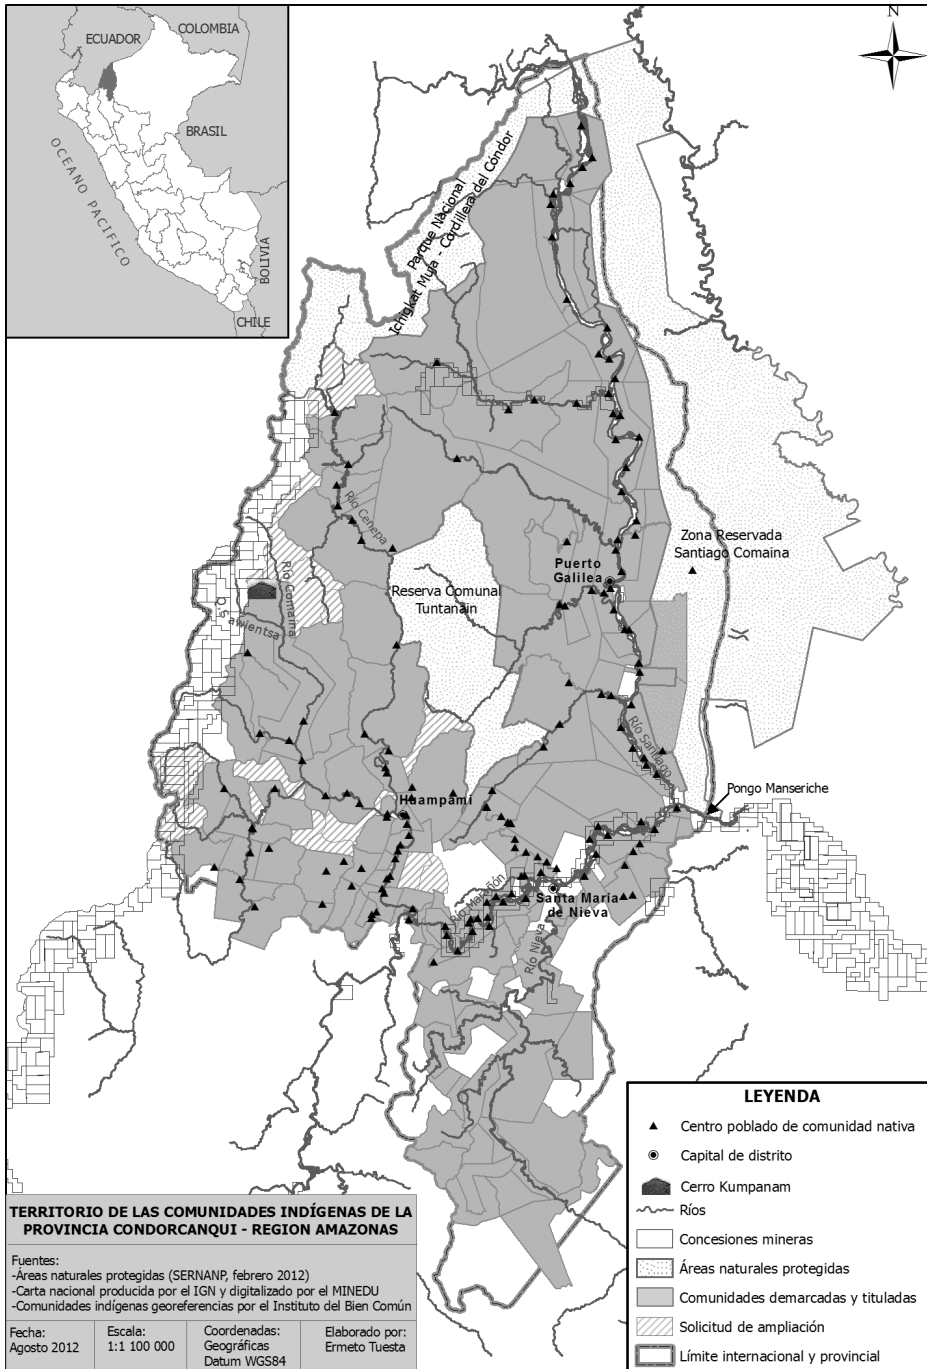 ECUADOR
COLOMBIA
BRASIL
OCEANO PACIFICO
BOLIVIA
CHILE
N
Parque Nacional
Ichigkat Muja - Cordillera del Cóndor
Río Cenepa
Zona Reservada
Santiago Comaina
Puerto
Galilea
Reserva Comunal
Tuntanain
Río Comaina
Q. Sawientsa
Río Santiago
Pongo Manseriche
Huampami
Río Marañón
Santa María
de Nieva
Río Nieva
LEYENDA
Centro poblado de comunidad nativa
Capital de distrito
Cerro Kumpanam
Ríos
Concesiones mineras
Áreas naturales protegidas
Comunidades demarcadas y tituladas
Solicitud de ampliación
Límite internacional y provincial
TERRITORIO DE LAS COMUNIDADES INDÍGENAS DE LA
PROVINCIA CONDORCANQUI - REGION AMAZONAS
Fuentes:
-Áreas naturales protegidas (SERNANP, febrero 2012)
-Carta nacional producida por el IGN y digitalizado por el MINEDU
-Comunidades indígenas georeferencias por el Instituto del Bien Común
Fecha:
Agosto 2012
Escala:
1:1 100 000
Coordenadas:
Geográficas
Datum WGS84
Elaborado por:
Ermeto Tuesta